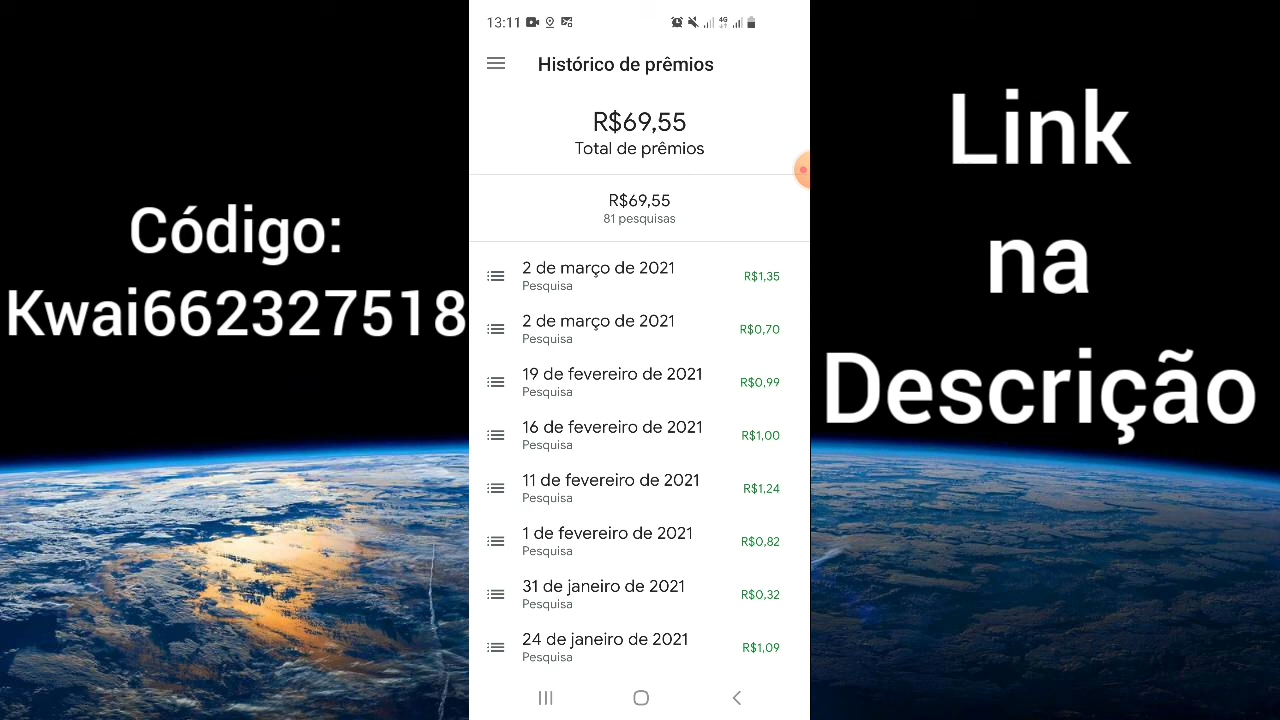 Código:
Kwai662327518
13:11
4G
Histórico de prêmios
R$69,55
Total de prêmios
R$69,55
81 pesquisas
2 de março de 2021
Pesquisa
R$1,35
2 de março de 2021
Pesquisa
R$0,70
19 de fevereiro de 2021
Pesquisa
R$0,99
16 de fevereiro de 2021
Pesquisa
R$1,00
11 de fevereiro de 2021
Pesquisa
R$1,24
1 de fevereiro de 2021
Pesquisa
R$0,82
31 de janeiro de 2021
Pesquisa
R$0,32
24 de janeiro de 2021
Pesquisa
R$1,09
Link
na
Descrição